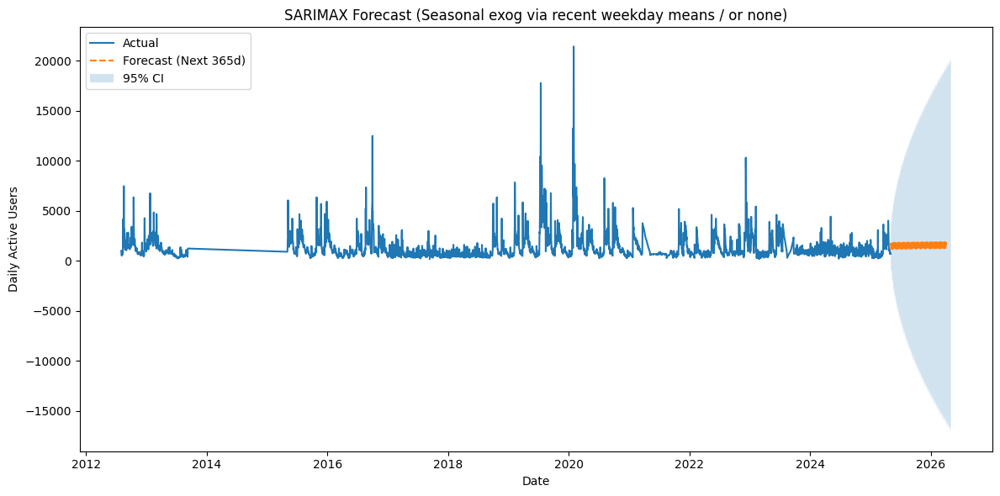 SARIMAX Forecast (Seasonal exog via recent weekday means / or none)
Actual
Forecast (Next 365d)
95% CI
Daily Active Users
20000
15000
10000
5000
0
−5000
−10000
−15000
2012
2014
2016
2018
2020
2022
2024
2026
Date